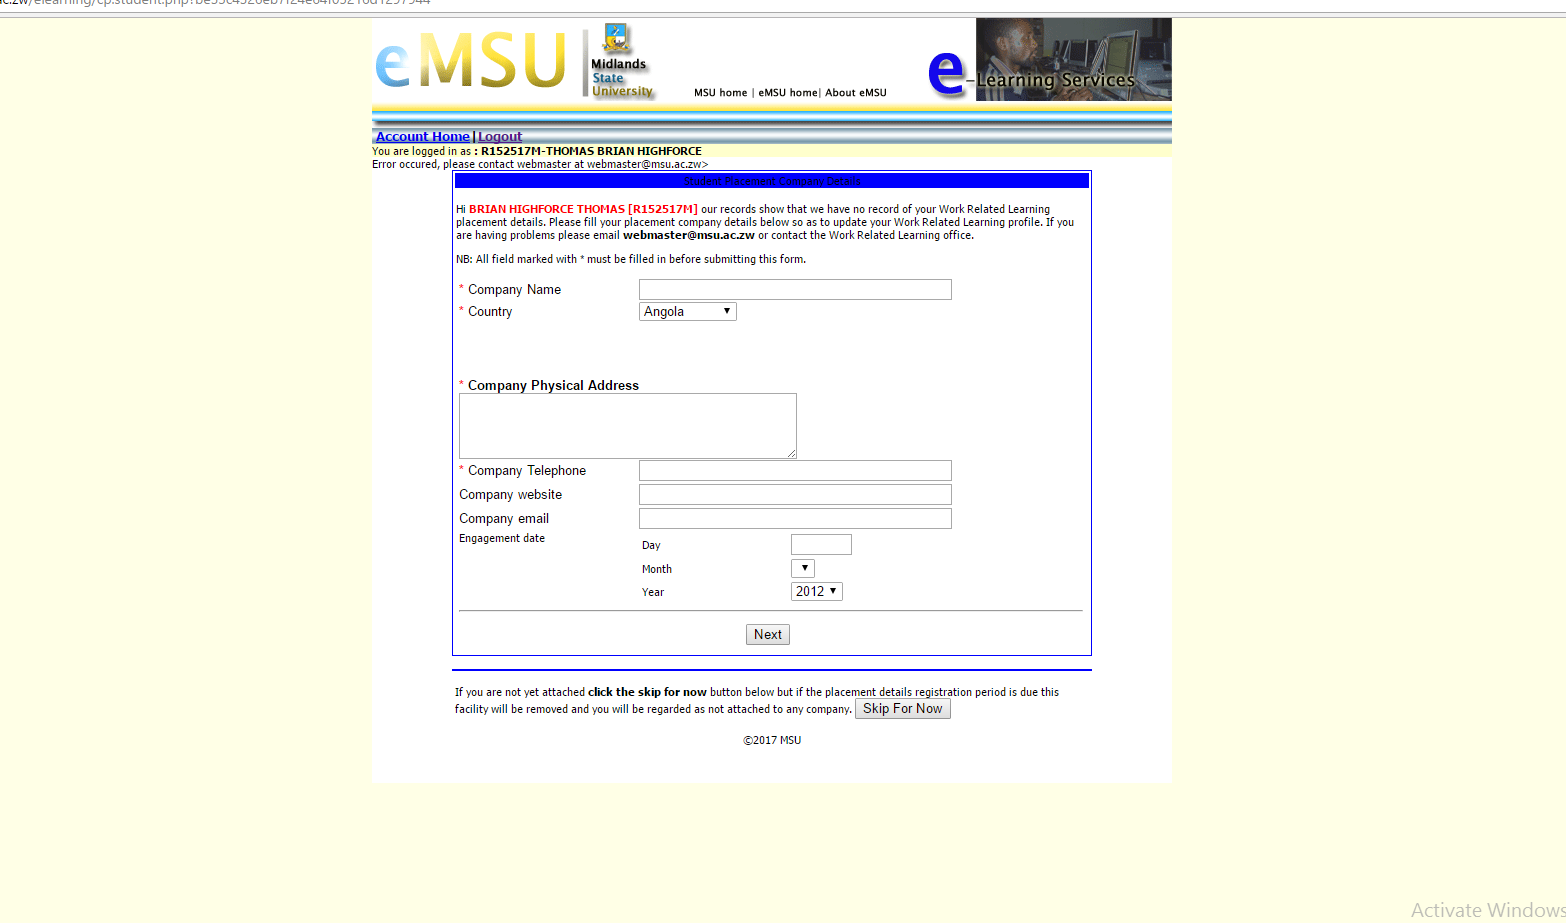 ac.zw/elearning/cp.student.php?
eMSU
Midlands
State
University
MSU home | eMSU home| About eMSU
e-Learning Services
Account Home|Logout
You are logged in as : R152517M-THOMAS BRIAN HIGHFORCE
Error occured, please contact webmaster at webmaster@msu.ac.zw>
Student Placement Company Details
Hi BRIAN HIGHFORCE THOMAS [R152517M] our records show that we have no record of your Work Related Learning
placement details. Please fill your placement company details below so as to update your Work Related Learning profile. If you
are having problems please email webmaster@msu.ac.zw or contact the Work Related Learning office.
NB: All field marked with * must be filled in before submitting this form.
* Company Name
* Country Angola
* Company Physical Address
* Company Telephone
Company website
Company email
Engagement date
Day
Month
Year 2012
Next
If you are not yet attached click the skip for now button below but if the placement details registration period is due this
facility will be removed and you will be regarded as not attached to any company. Skip For Now
©2017 MSU
Activate Windows